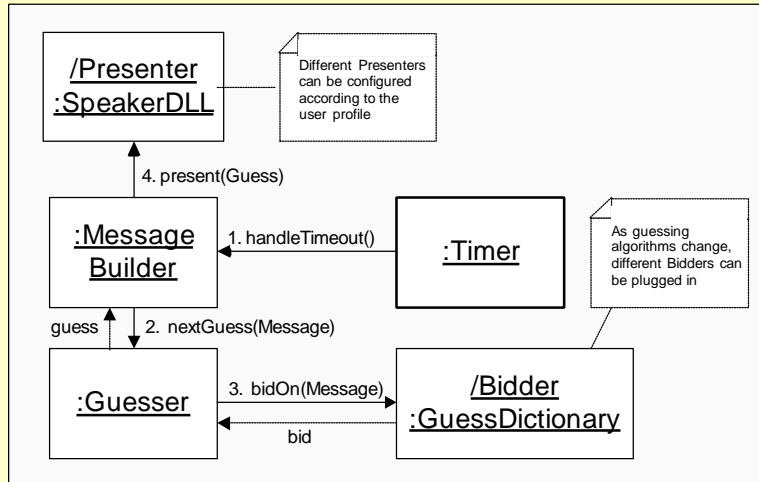 /Presenter
:SpeakerDLL
Different Presenters
can be configured
according to the
user profile
4. present(Guess)
:Message
Builder
1. handleTimeout()
:Timer
As guessing
algorithms change,
different Bidders can
be plugged in
guess
2. nextGuess(Message)
:Guesser
3. bidOn(Message)
/Bidder
:GuessDictionary
bid